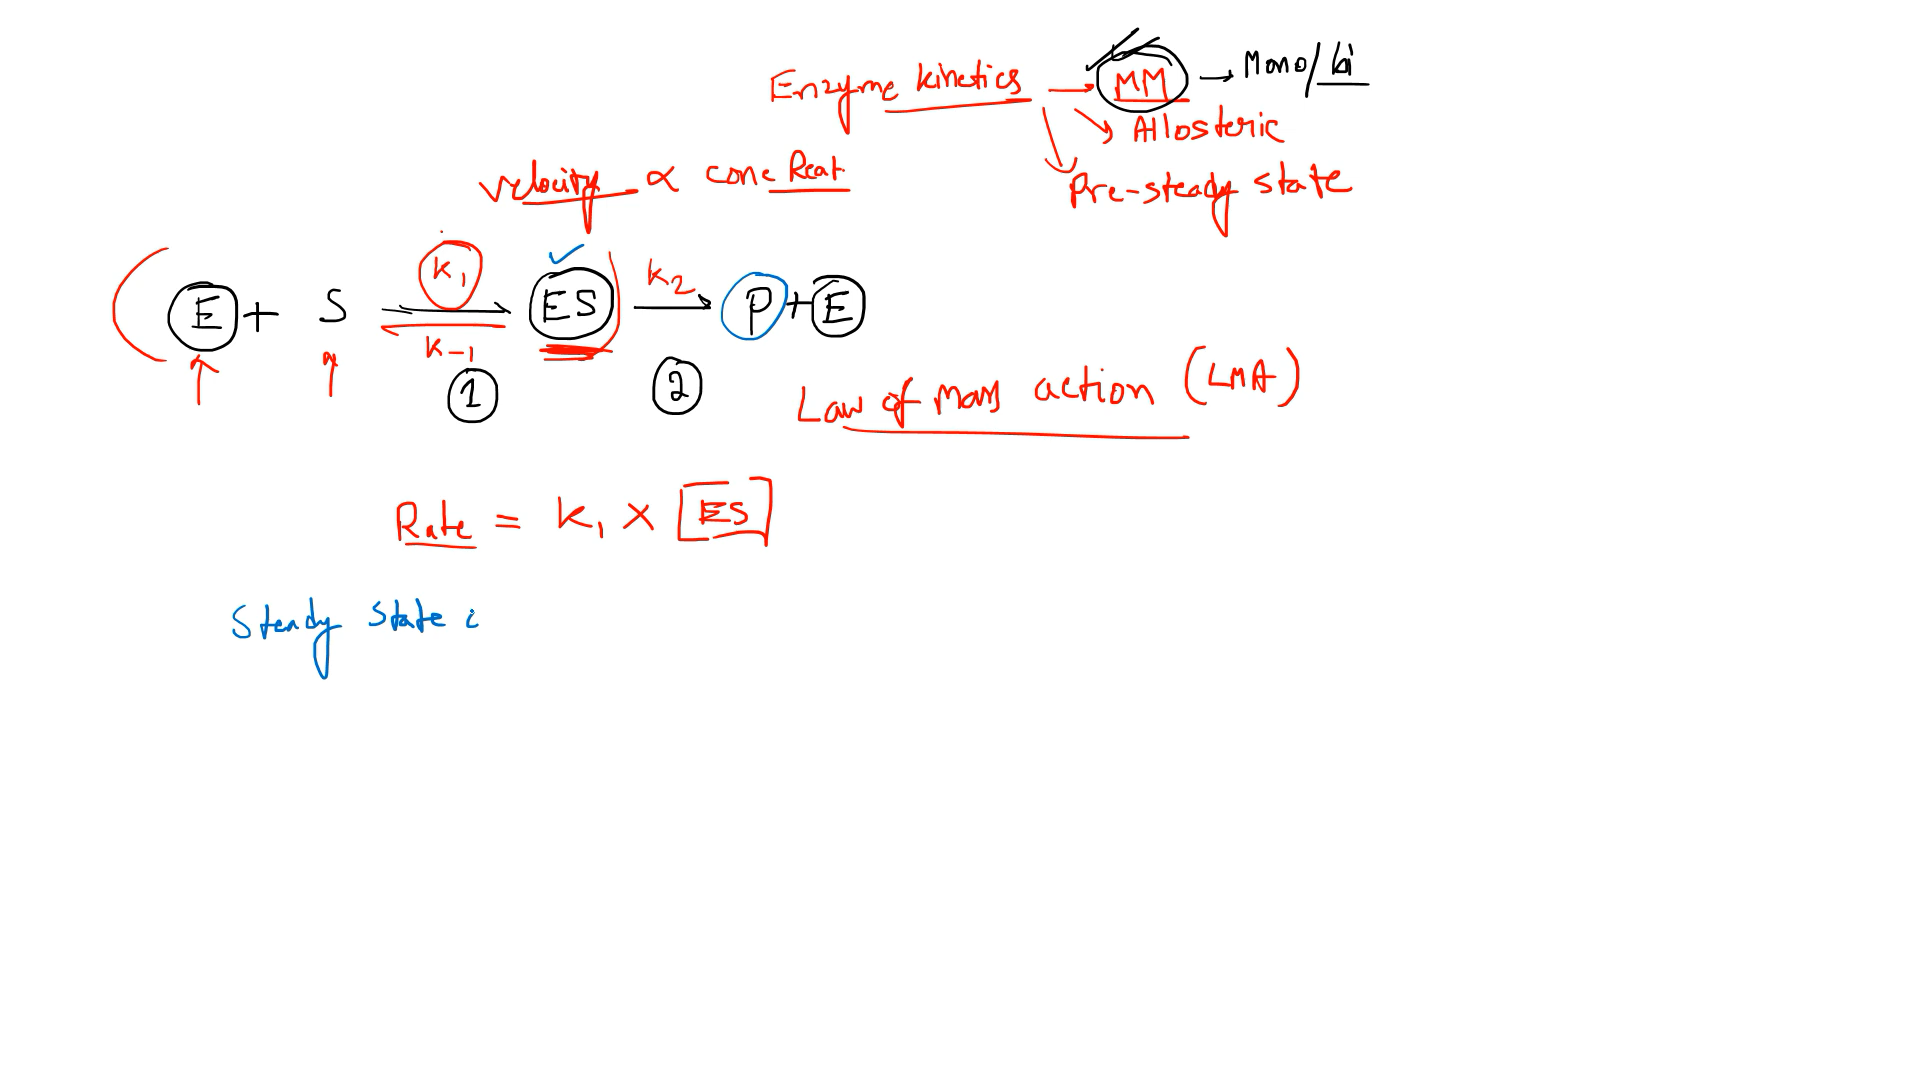 Enzyme kinetics → MM → Mono/bi
Allosteric
Pre-steady state
velocity ∝ conc Reat.
E + S ⇌ ES → P + E
k1
k-1
k2
1
2
Law of Mass action (LMA)
Rate = k1 × [ES]
Steady state